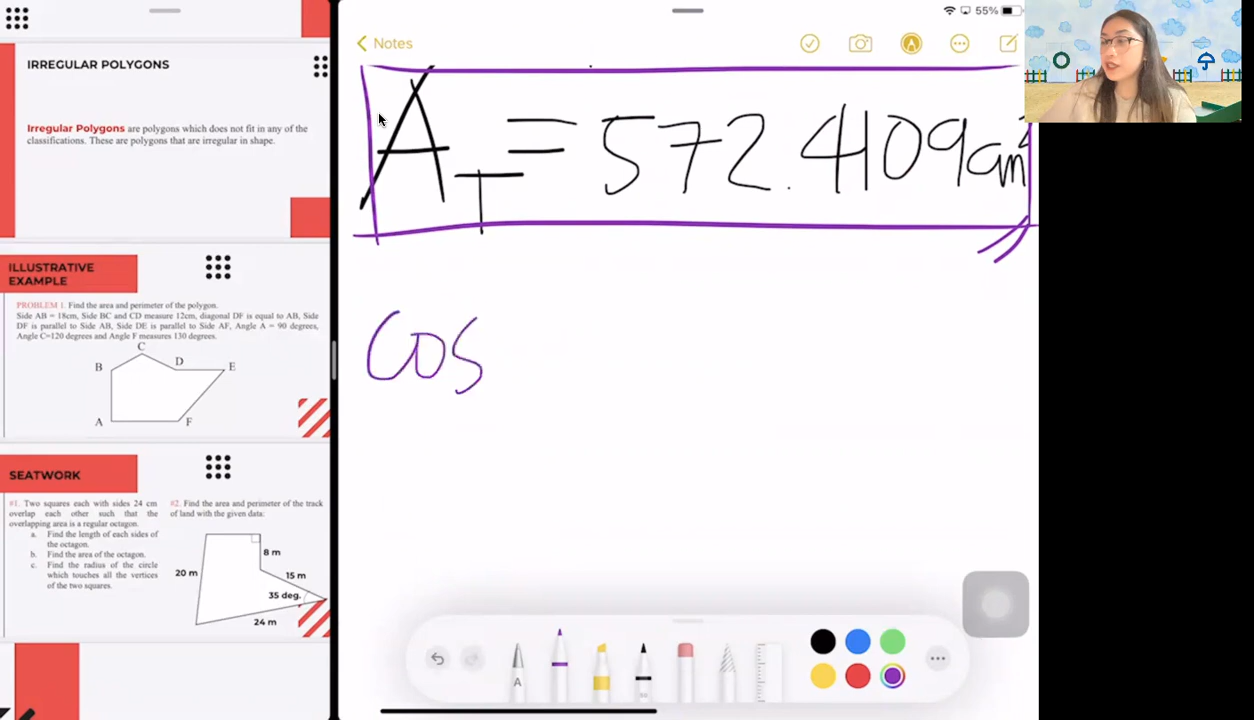 IRREGULAR POLYGONS
Irregular Polygons are polygons which does not fit in any of the
classifications. These are polygons that are irregular in shape.
ILLUSTRATIVE
EXAMPLE
PROBLEM 1. Find the area and perimeter of the polygon.
Side AB = 18cm, Side BC and CD measure 12cm, diagonal DF is equal to AB, Side
DF is parallel to Side AB, Side DE is parallel to Side AF, Angle A = 90 degrees,
Angle C=120 degrees and Angle F measures 130 degrees.
C
B
D
E
A
F
SEATWORK
#1. Two squares each with sides 24 cm
overlap each other such that the
overlapping area is a regular octagon.
a. Find the length of each sides of
the octagon.
b. Find the area of the octagon.
c. Find the radius of the circle
which touches all the vertices
of the two squares.
#2. Find the area and perimeter of the track
of land with the given data:
8 m
20 m
15 m
35 deg.
24 m
Notes
55%
A_T = 572.4109cm²
cos
A